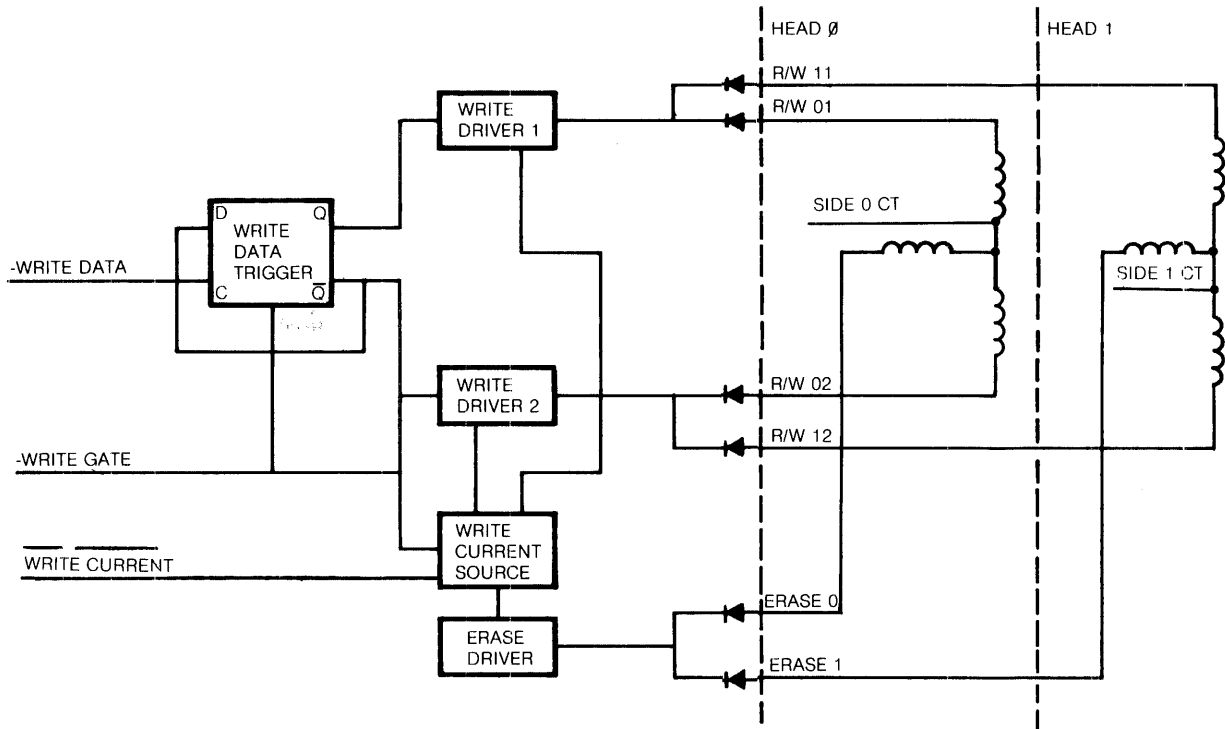 HEAD Ø
HEAD 1
R/W 11
R/W 01
WRITE
DRIVER 1
D Q
WRITE
DATA
TRIGGER
C Q̅
SIDE 0 CT
-WRITE DATA
SIDE 1 CT
WRITE
DRIVER 2
R/W 02
R/W 12
-WRITE GATE
WRITE
CURRENT
SOURCE
WRITE CURRENT
ERASE 0
ERASE
DRIVER
ERASE 1